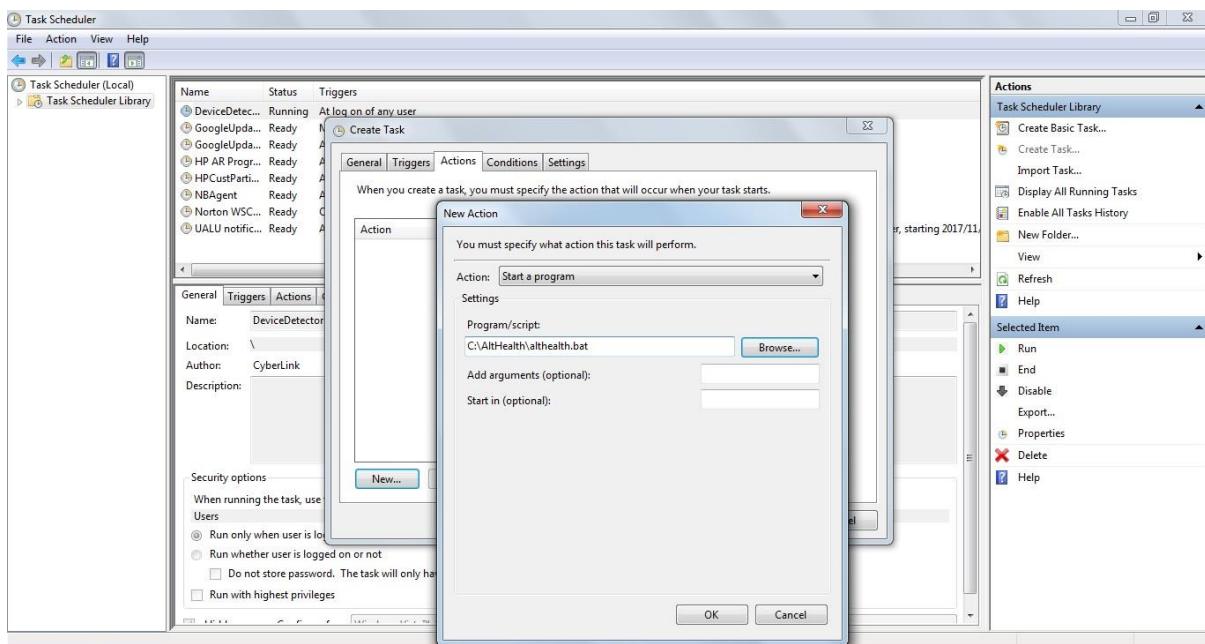 Task Scheduler
File Action View Help
Task Scheduler (Local)
Task Scheduler Library
Name Status Triggers
DeviceDetec... Running At log on of any user
GoogleUpda... Ready
GoogleUpda... Ready
HP AR Progr... Ready
HPCustParti... Ready
NBAgent Ready
Norton WSC... Ready
UALU notific... Ready
er, starting 2017/11/
General Triggers Actions
Name: DeviceDetector
Location: \
Author: CyberLink
Description:
Security options
When running the task, use
Users
Run only when user is log
Run whether user is logged on or not
Do not store password. The task will only ha
Run with highest privileges
Create Task
General Triggers Actions Conditions Settings
When you create a task, you must specify the action that will occur when your task starts.
Action
New...
New Action
You must specify what action this task will perform.
Action: Start a program
Settings
Program/script:
C:\AltHealth\althealth.bat Browse...
Add arguments (optional):
Start in (optional):
OK Cancel
Actions
Task Scheduler Library
Create Basic Task...
Create Task...
Import Task...
Display All Running Tasks
Enable All Tasks History
New Folder...
View
Refresh
Help
Selected Item
Run
End
Disable
Export...
Properties
Delete
Help